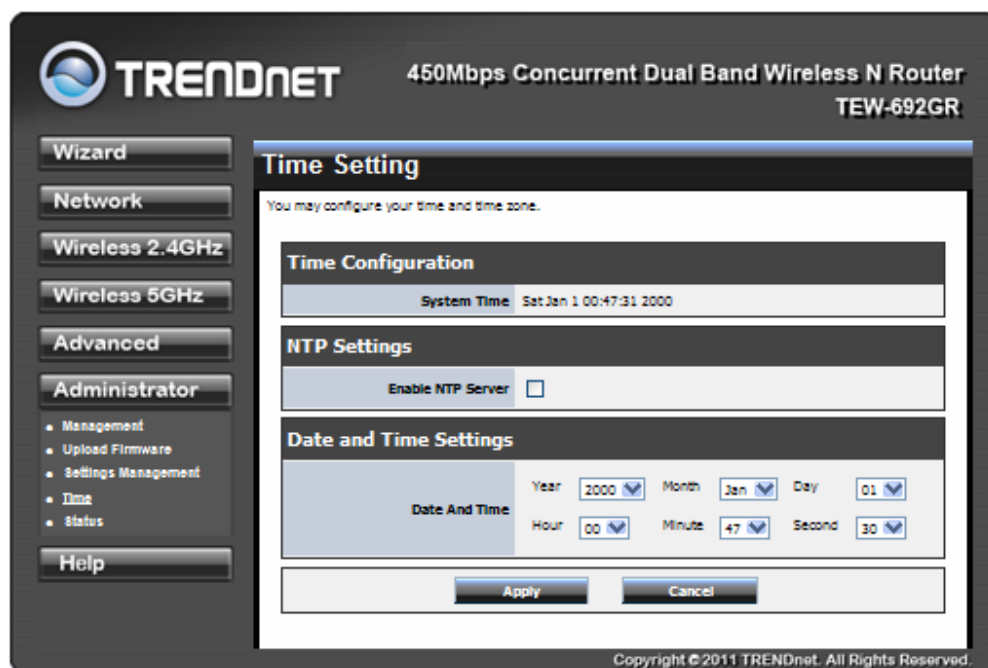 TRENDNET
450Mbps Concurrent Dual Band Wireless N Router
TEW-692GR
Wizard
Network
Wireless 2.4GHz
Wireless 5GHz
Advanced
Administrator
Management
Upload Firmware
Settings Management
Time
Status
Help
Time Setting
You may configure your time and time zone.
Time Configuration
System Time Sat Jan 1 00:47:31 2000
NTP Settings
Enable NTP Server
Date and Time Settings
Date And Time
Year 2000 Month Jan Day 01
Hour 00 Minute 47 Second 30
Apply Cancel
Copyright © 2011 TRENDnet. All Rights Reserved.